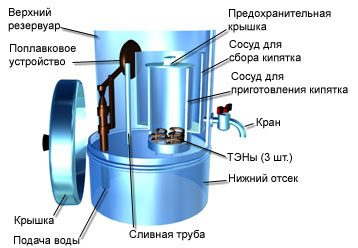 Верхний
резервуар
Поплавковое
устройство
Предохранительная
крышка
Сосуд для
сбора кипятка
Сосуд для
приготовления кипятка
Кран
ТЭНы (3 шт.)
Нижний отсек
Крышка
Подача воды
Сливная труба